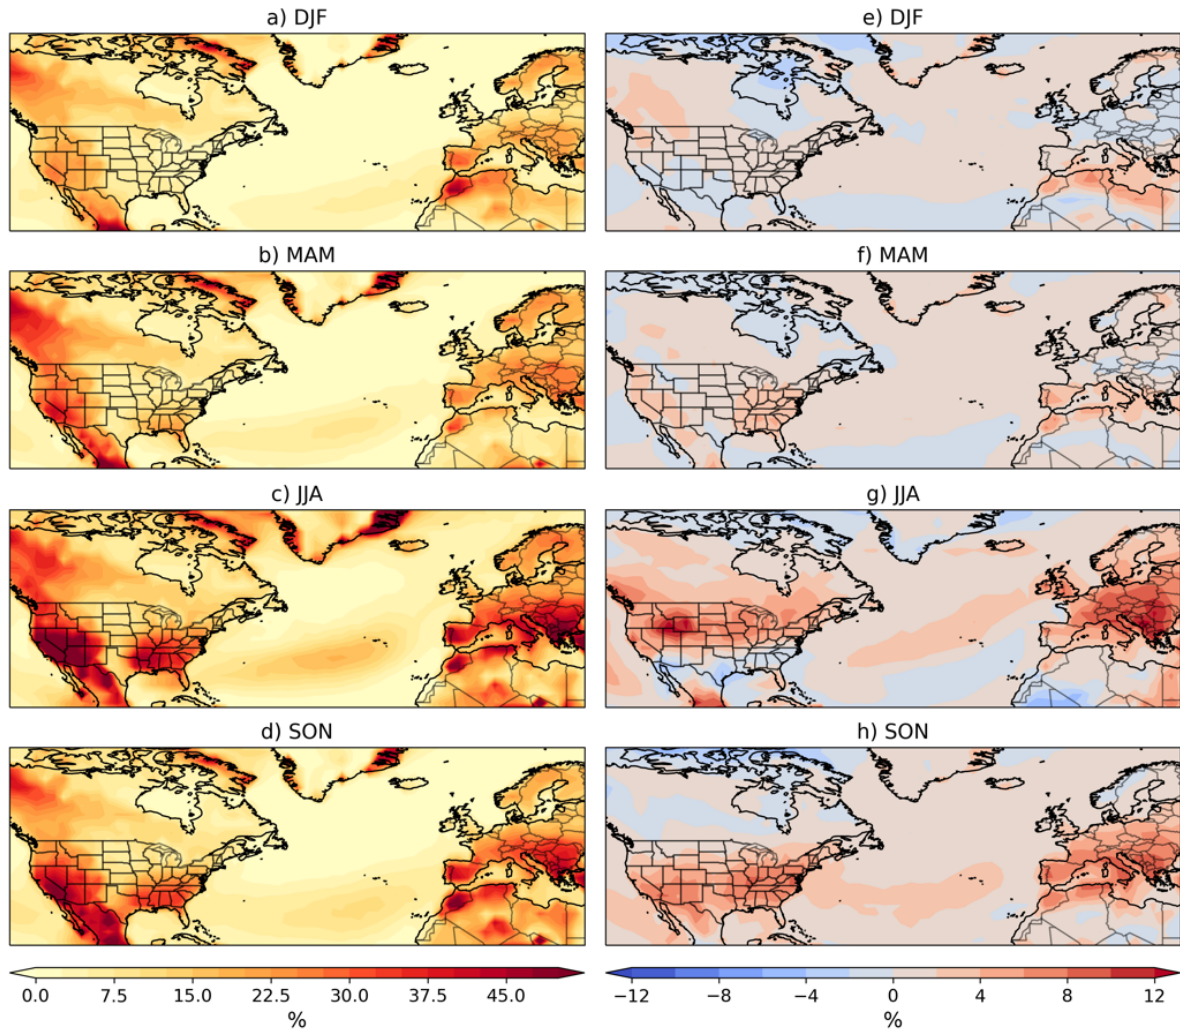 a) DJF
e) DJF
b) MAM
f) MAM
c) JJA
g) JJA
d) SON
h) SON
0.0 7.5 15.0 22.5 30.0 37.5 45.0
%
−12 −8 −4 0 4 8 12
%